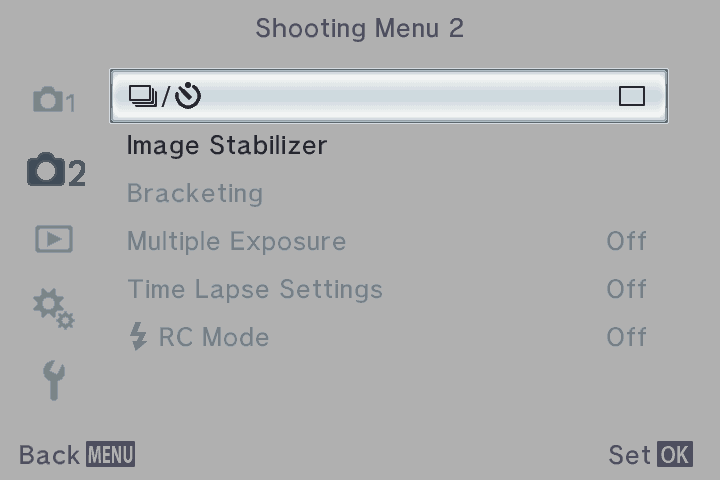 Shooting Menu 2
1
/
2
Image Stabilizer
Bracketing
Multiple Exposure Off
Time Lapse Settings Off
RC Mode Off
Back MENU Set OK